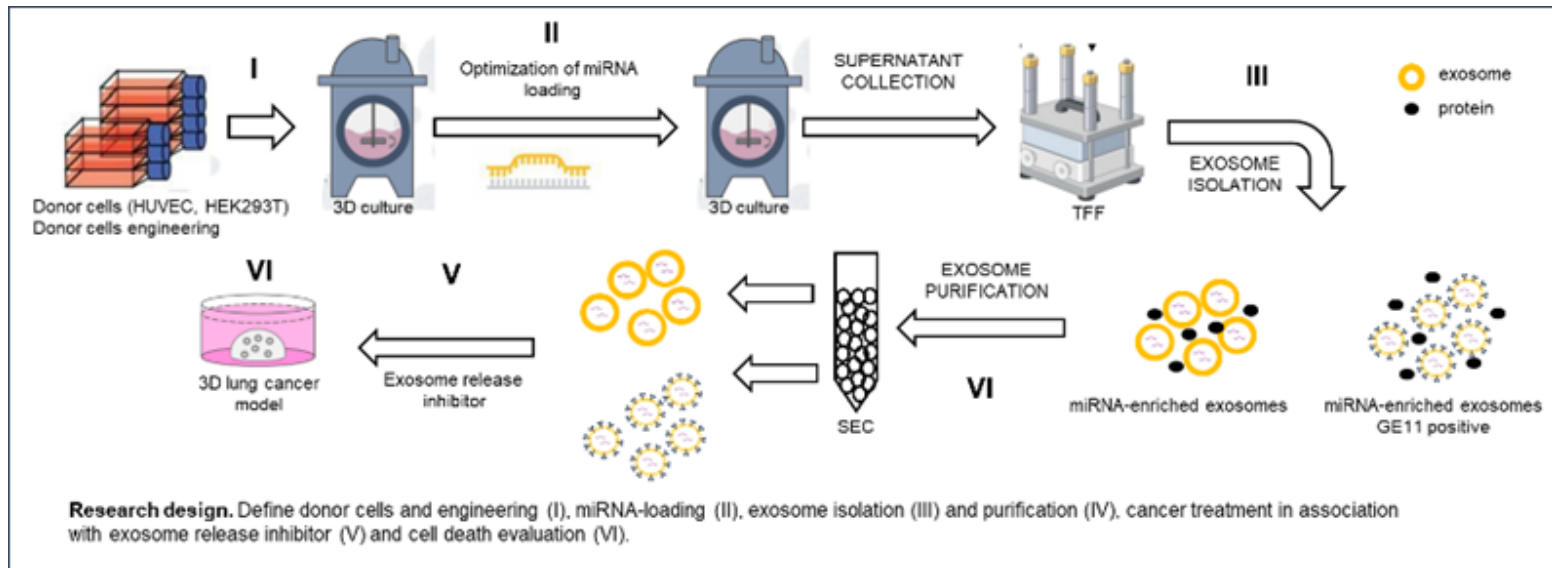 I
II
Optimization of miRNA
loading
SUPERNATANT
COLLECTION
III
exosome
protein
EXOSOME
ISOLATION
Donor cells (HUVEC, HEK293T)
Donor cells engineering
3D culture
3D culture
TFF
VI
V
EXOSOME
PURIFICATION
3D lung cancer
model
Exosome release
inhibitor
SEC
VI
miRNA-enriched exosomes
miRNA-enriched exosomes
GE11 positive
Research design. Define donor cells and engineering (I), miRNA-loading (II), exosome isolation (III) and purification (IV), cancer treatment in association
with exosome release inhibitor (V) and cell death evaluation (VI).